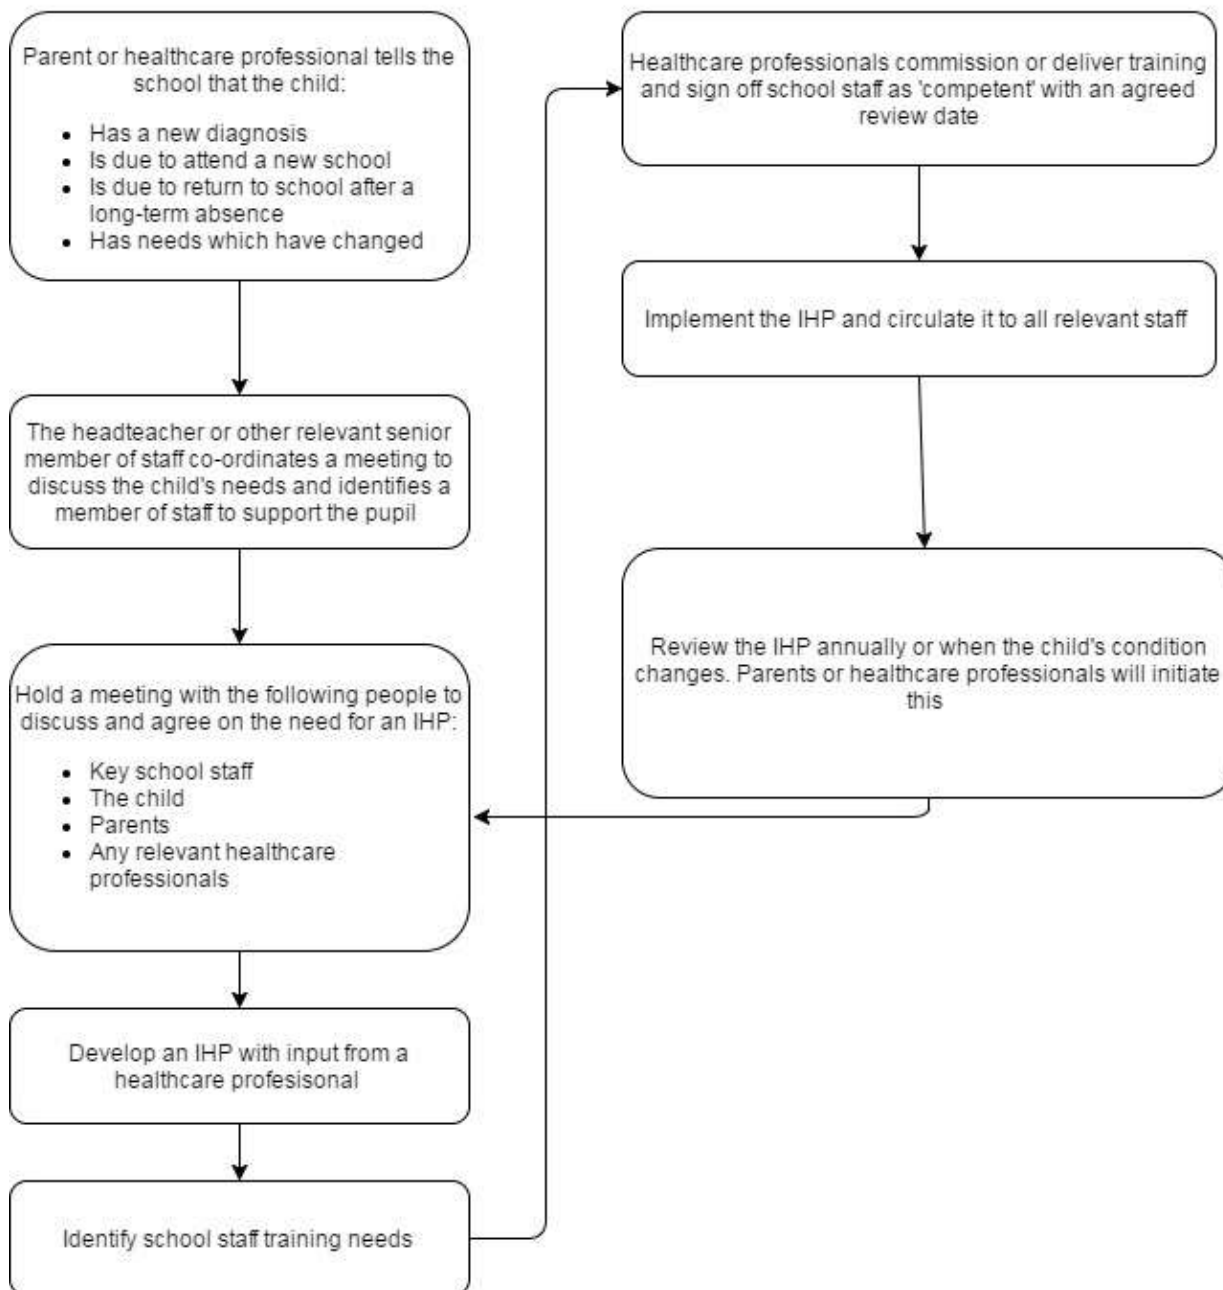 Parent or healthcare professional tells the
school that the child:
• Has a new diagnosis
• Is due to attend a new school
• Is due to return to school after a
long-term absence
• Has needs which have changed
The headteacher or other relevant senior
member of staff co-ordinates a meeting to
discuss the child's needs and identifies a
member of staff to support the pupil
Hold a meeting with the following people to
discuss and agree on the need for an IHP:
• Key school staff
• The child
• Parents
• Any relevant healthcare
professionals
Develop an IHP with input from a
healthcare profesisonal
Identify school staff training needs
Healthcare professionals commission or deliver training
and sign off school staff as 'competent' with an agreed
review date
Implement the IHP and circulate it to all relevant staff
Review the IHP annually or when the child's condition
changes. Parents or healthcare professionals will initiate
this